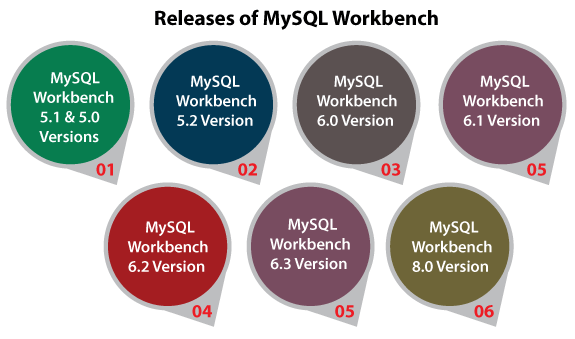 Releases of MySQL Workbench
MySQL
Workbench
5.1 & 5.0
Versions
01
MySQL
Workbench
5.2 Version
02
MySQL
Workbench
6.0 Version
03
MySQL
Workbench
6.1 Version
05
MySQL
Workbench
6.2 Version
04
MySQL
Workbench
6.3 Version
05
MySQL
Workbench
8.0 Version
06